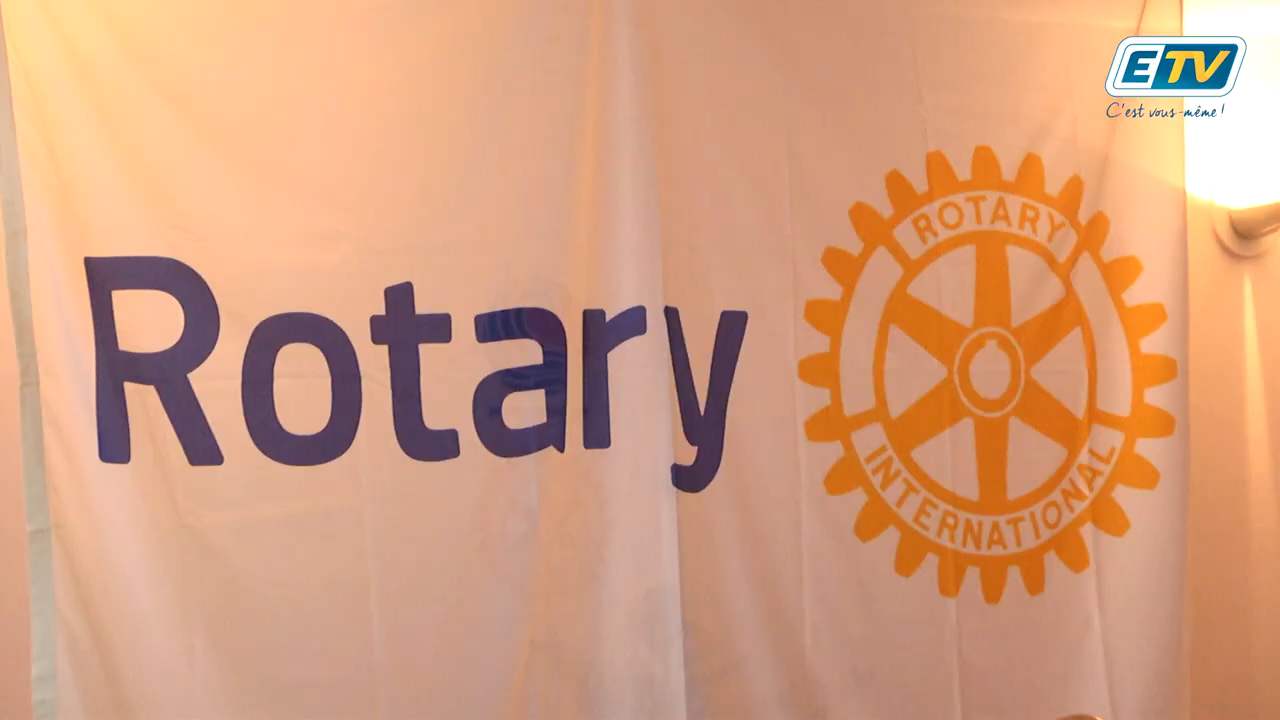 ETV
C'est vous-même !
Rotary
ROTARY
INTERNATIONAL